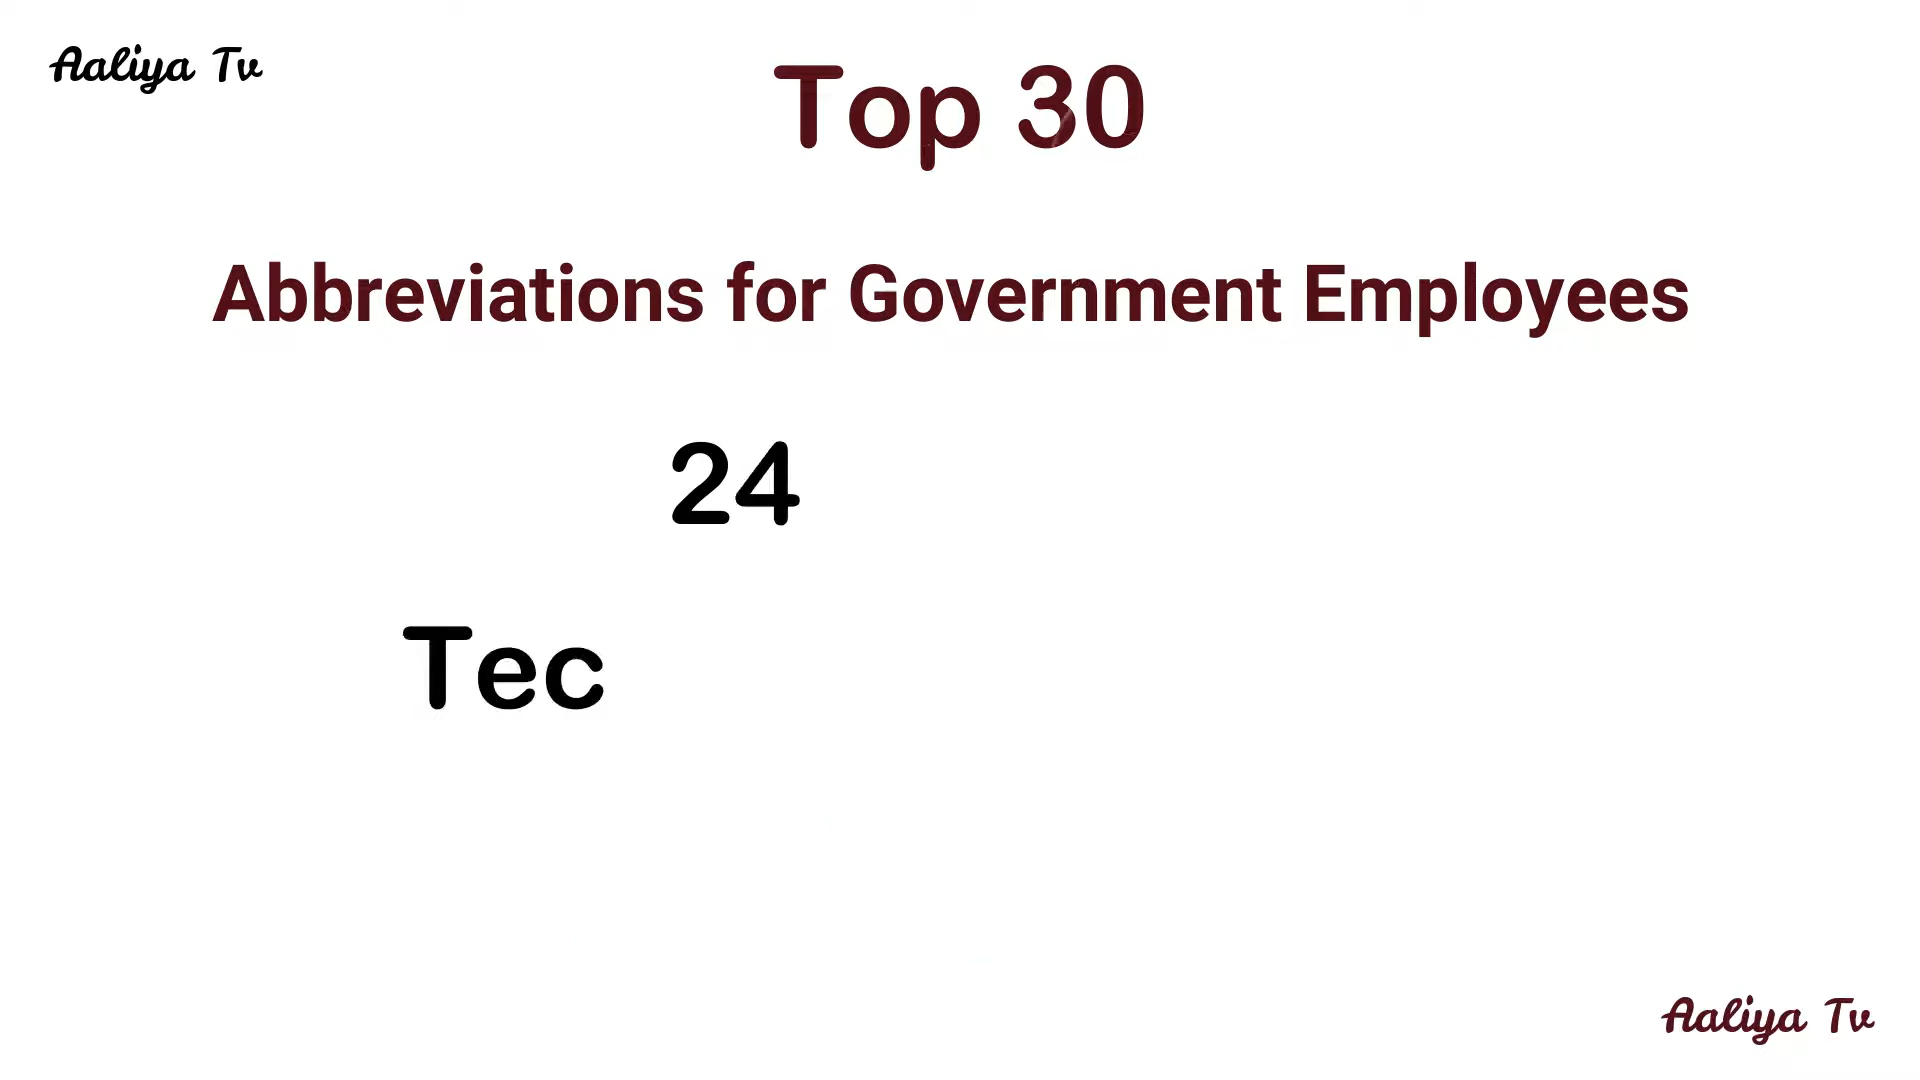 Aaliya Tv
Top 30
Abbreviations for Government Employees
24
Tec
Aaliya Tv